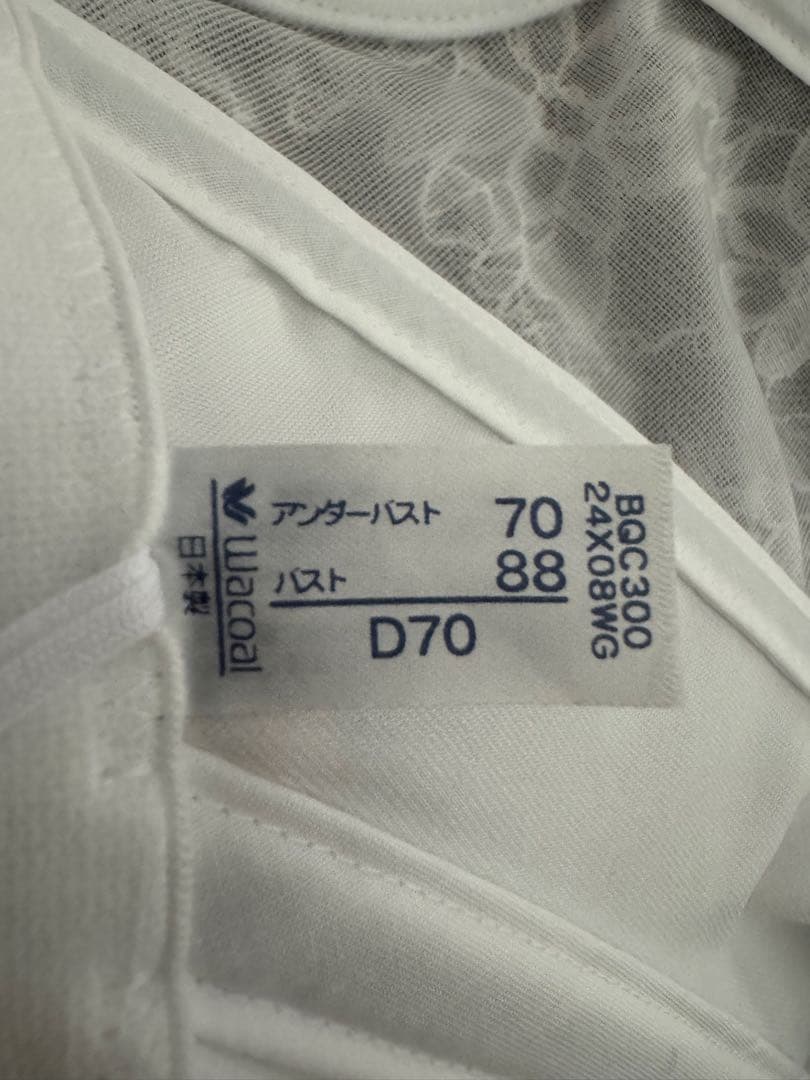 アンダーバスト 70
バスト 88
D70
Wacoal
日本製
BQC300
24X08WG